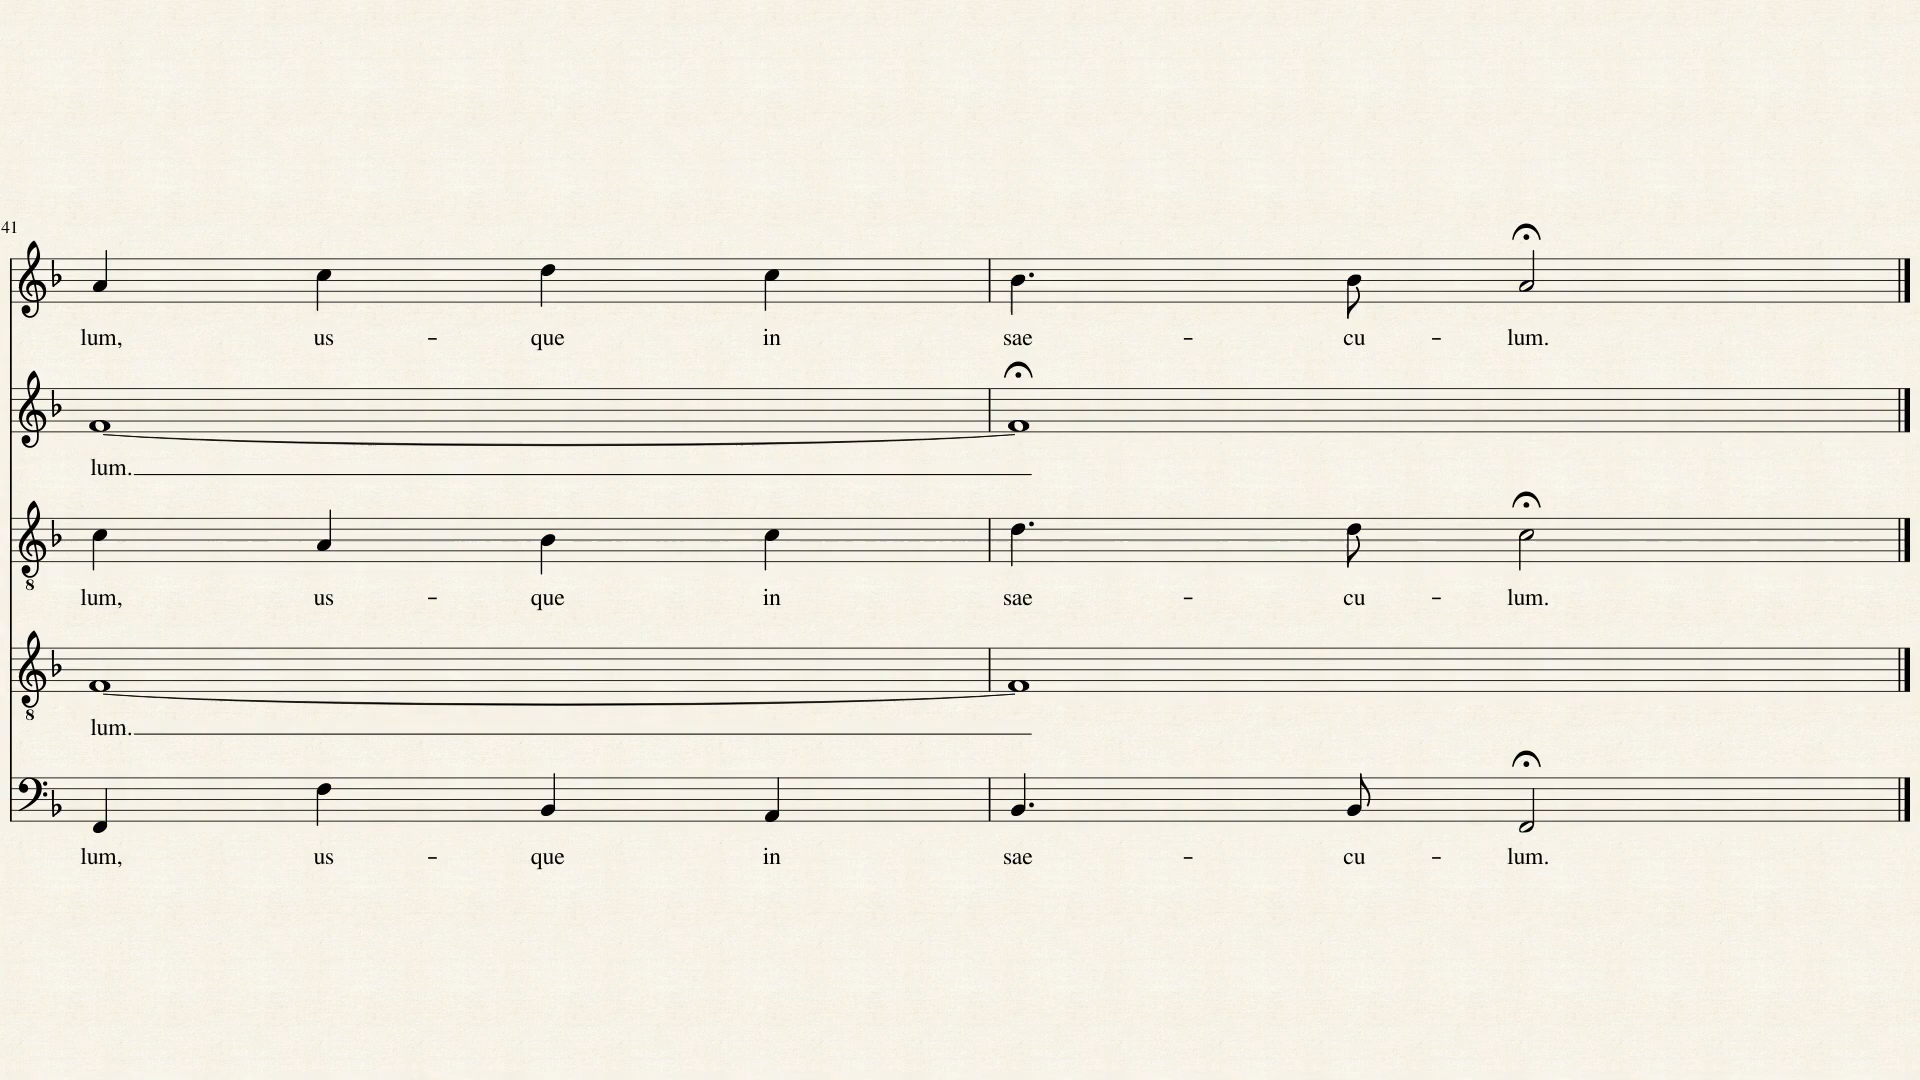 41
lum, us - que in sae - cu - lum.
lum.
8
lum, us - que in sae - cu - lum.
8
lum.
lum, us - que in sae - cu - lum.